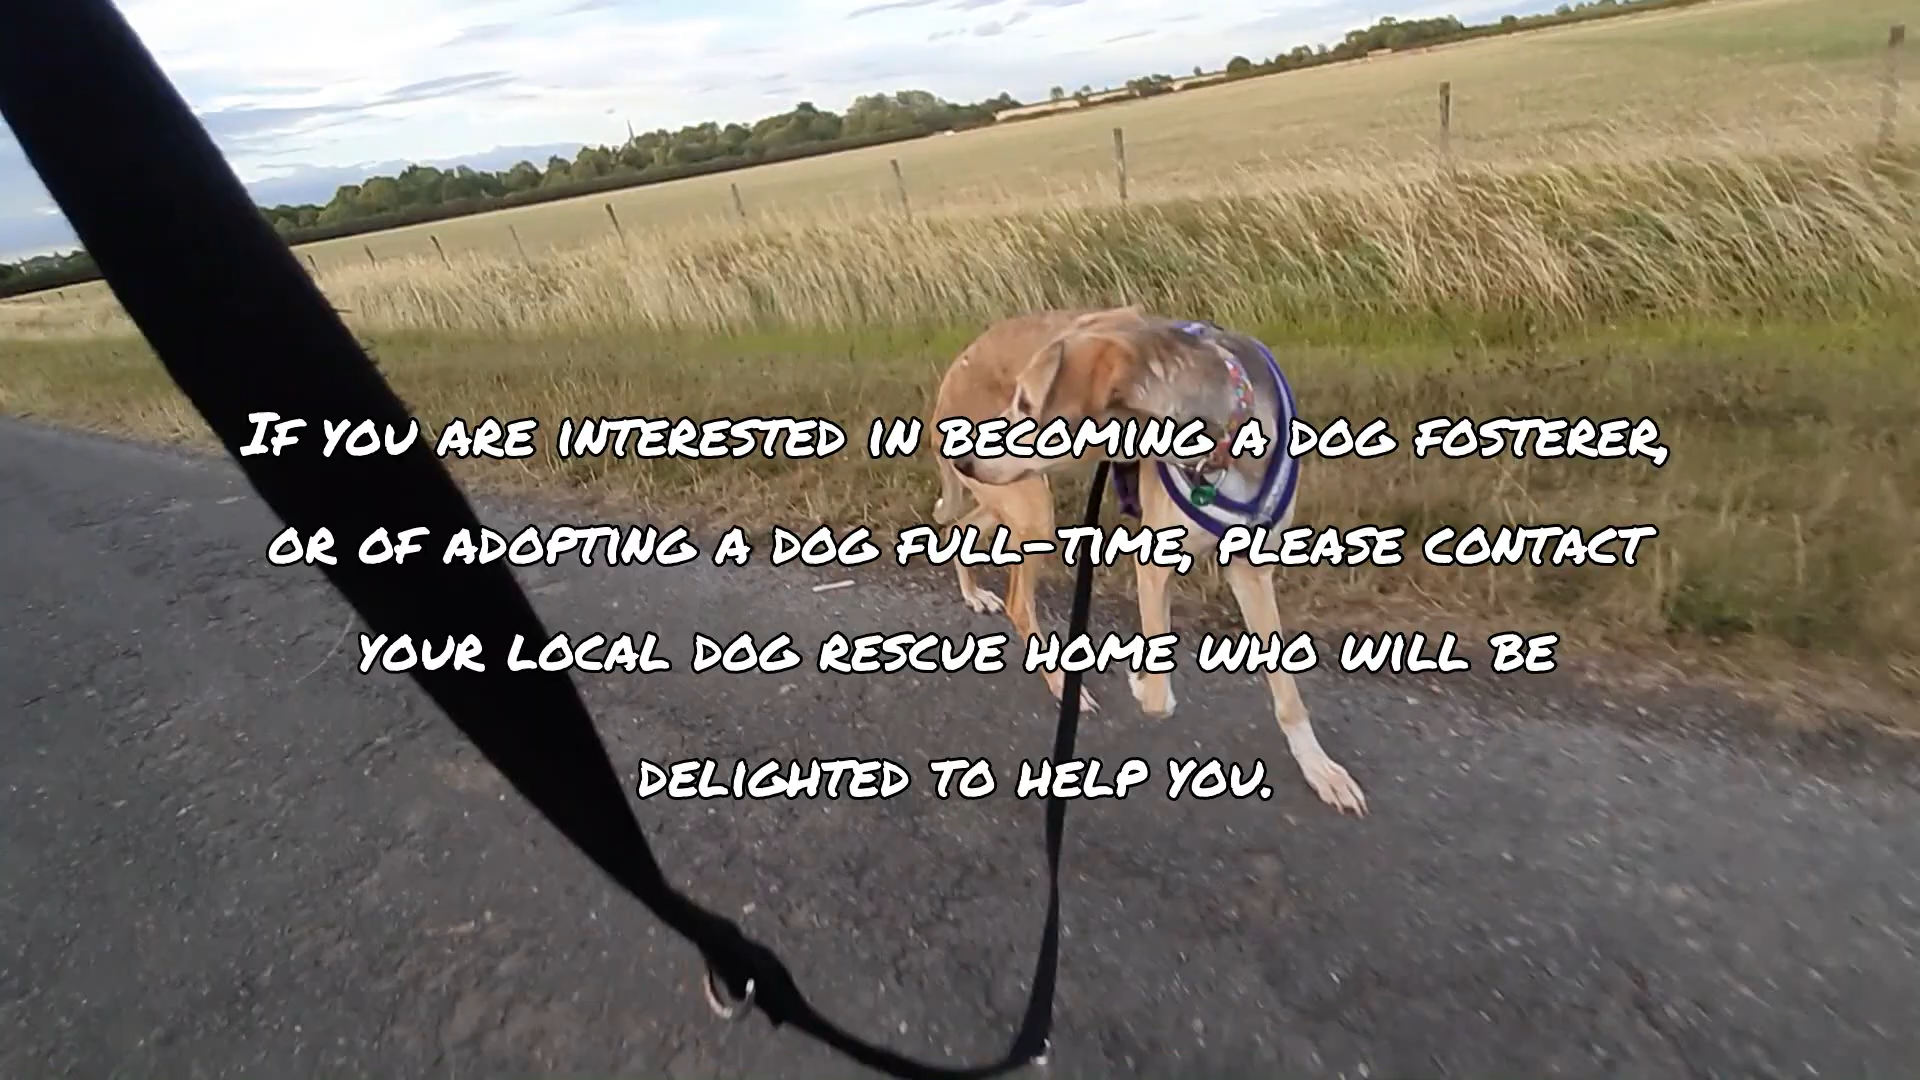 If you are interested in becoming a dog fosterer,
or of adopting a dog full-time, please contact
your local dog rescue home who will be
delighted to help you.